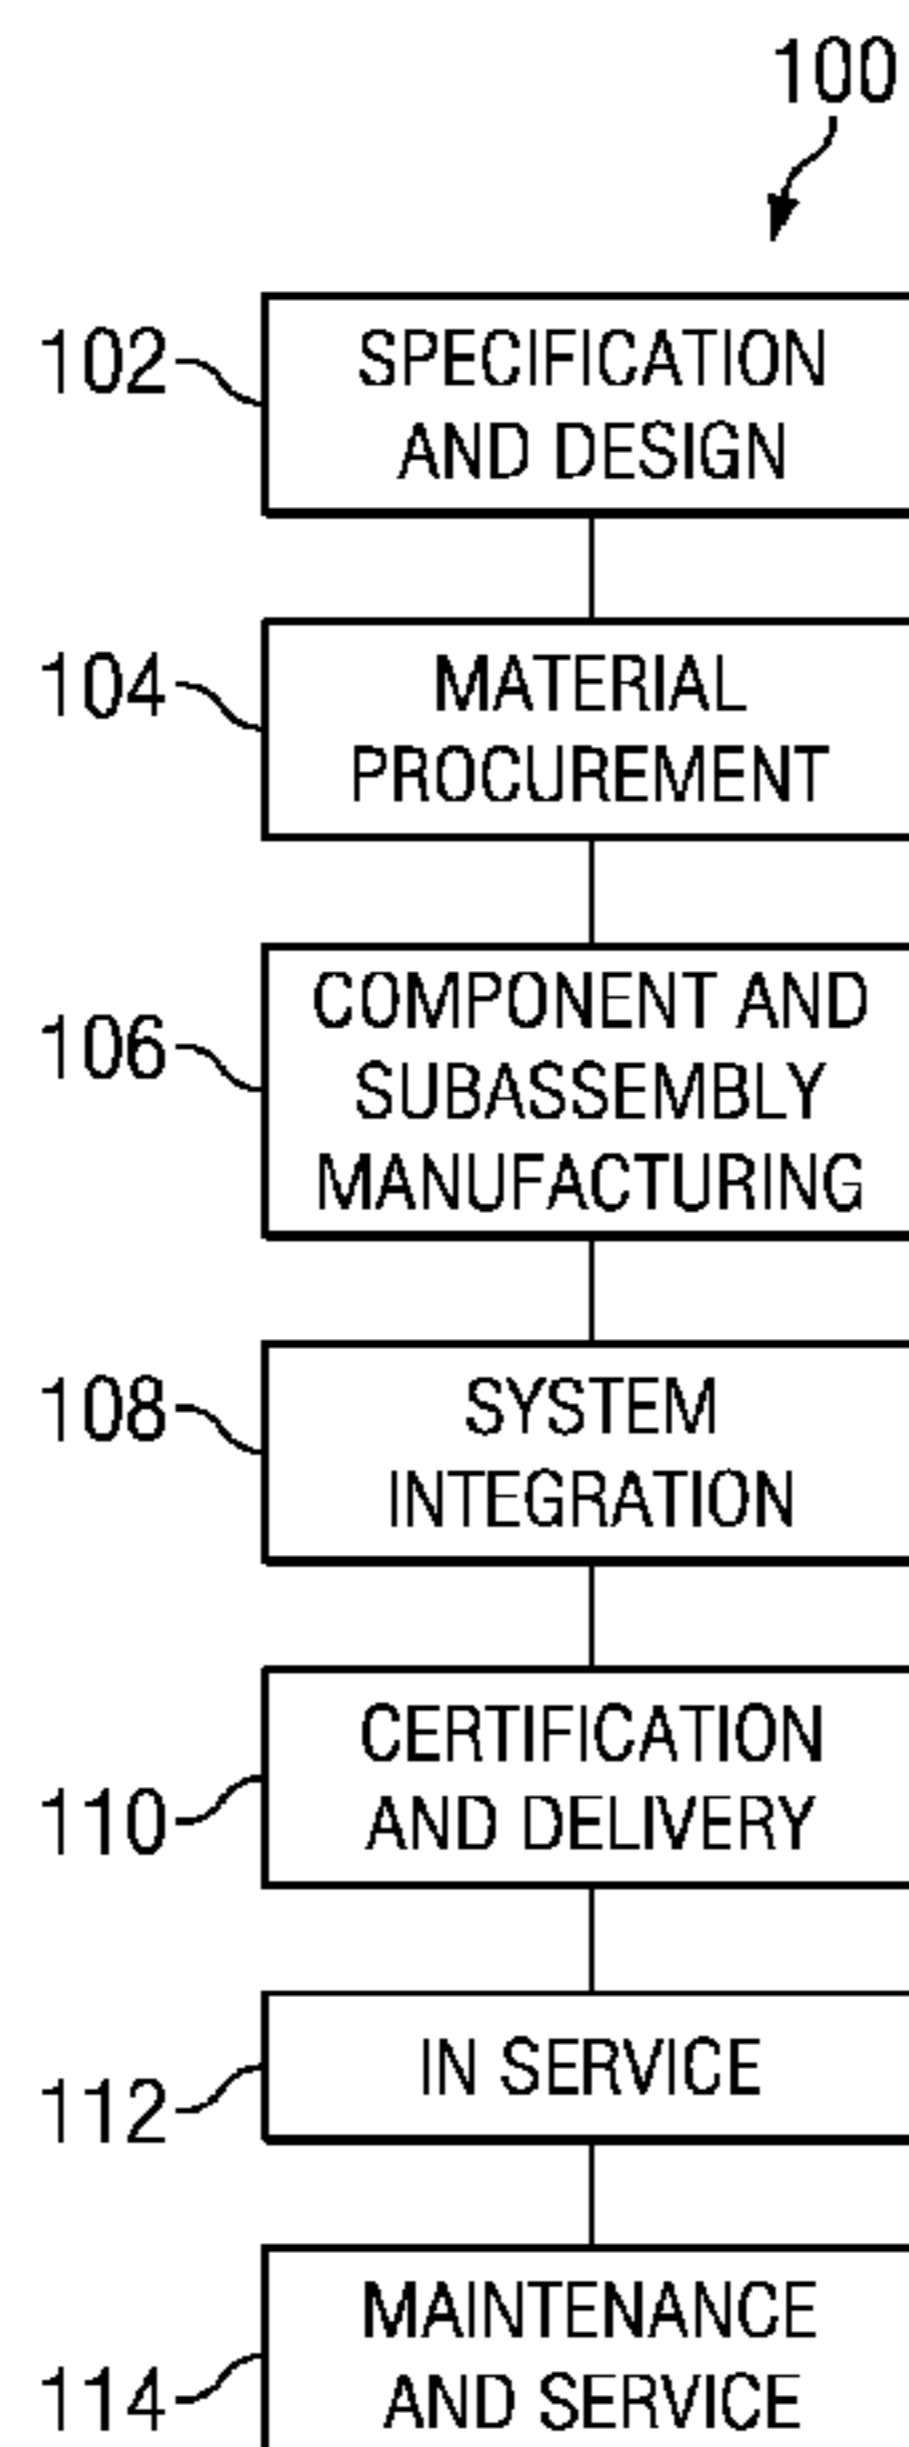 100
102
SPECIFICATION
AND DESIGN
104
MATERIAL
PROCUREMENT
106
COMPONENT AND
SUBASSEMBLY
MANUFACTURING
108
SYSTEM
INTEGRATION
110
CERTIFICATION
AND DELIVERY
112
IN SERVICE
114
MAINTENANCE
AND SERVICE